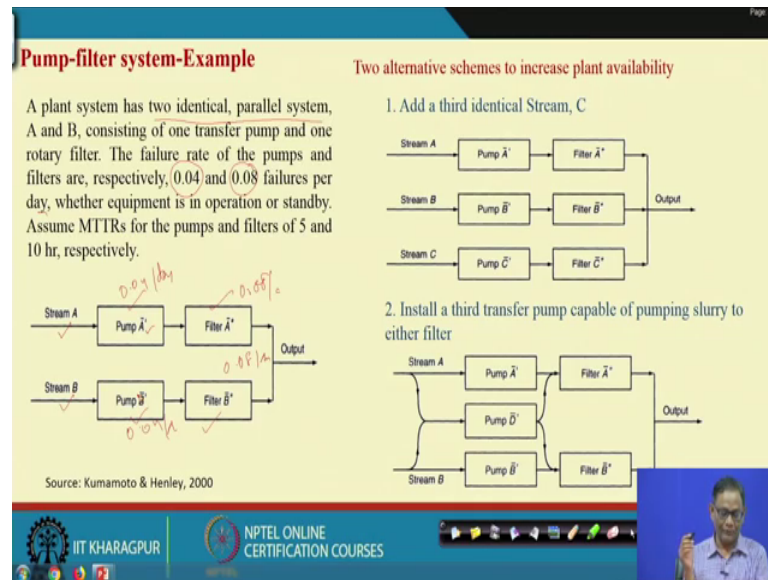 Page
Pump-filter system-Example
A plant system has two identical, parallel system,
A and B, consisting of one transfer pump and one
rotary filter. The failure rate of the pumps and
filters are, respectively, 0.04 and 0.08 failures per
day, whether equipment is in operation or standby.
Assume MTTRs for the pumps and filters of 5 and
10 hr, respectively.
0.04/day
Stream A
Pump Ā'
Filter Ā"
Output
0.08/
Stream B
Pump B̄'
Filter B̄"
Source: Kumamoto & Henley, 2000
Two alternative schemes to increase plant availability
1. Add a third identical Stream, C
Stream A
Pump Ā'
Filter Ā"
Stream B
Pump B̄'
Filter B̄"
Output
Stream C
Pump C̄'
Filter C̄"
2. Install a third transfer pump capable of pumping slurry to
either filter
Stream A
Pump Ā'
Filter Ā"
Pump D̄'
Output
Stream B
Pump B̄'
Filter B̄"
IIT KHARAGPUR
NPTEL ONLINE
CERTIFICATION COURSES